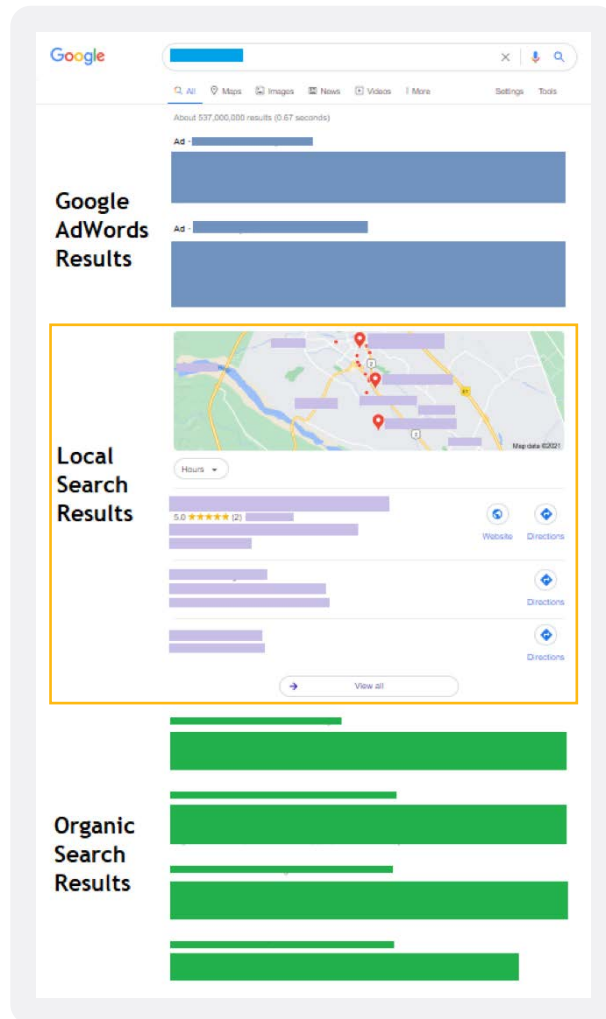 Google
All Maps Images News Videos More Settings Tools
About 537,000,000 results (0.67 seconds)
Ad
Google
AdWords
Results
Ad
Map data ©2021
Local
Search
Results
Hours
5.0 (2)
Website Directions
Directions
Directions
View all
Organic
Search
Results